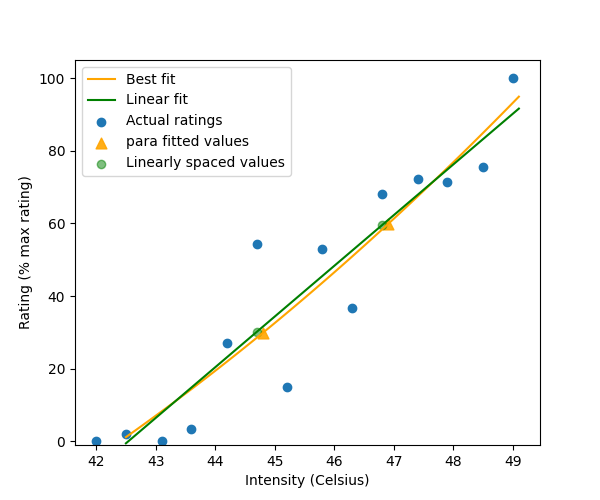 Best fit
Linear fit
Actual ratings
para fitted values
Linearly spaced values
100
80
60
40
20
0
Rating (% max rating)
42 43 44 45 46 47 48 49
Intensity (Celsius)